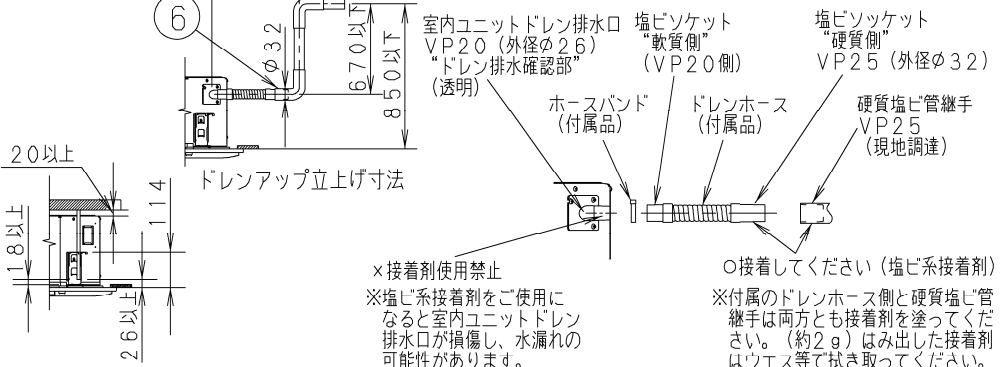 6
φ32
670以下
850以下
ドレンアップ立上げ寸法
20以上
114
18以上
26以上
室内ユニットドレン排水口
VP20(外径φ26)
“ドレン排水確認部”
(透明)
塩ビソケット
“軟質側”
(VP20側)
塩ビソッケット
“硬質側”
VP25(外径φ32)
ホースバンド
(付属品)
ドレンホース
(付属品)
硬質塩ビ管継手
VP25
(現地調達)
×接着剤使用禁止
※塩ビ系接着剤をご使用に
なると室内ユニットドレン
排水口が損傷し、水漏れの
可能性があります。
○接着してください(塩ビ系接着剤)
※付属のドレンホース側と硬質塩ビ管
継手は両方とも接着剤を塗ってくだ
さい。(約2g)はみ出した接着剤
はウエス等で拭き取ってください。